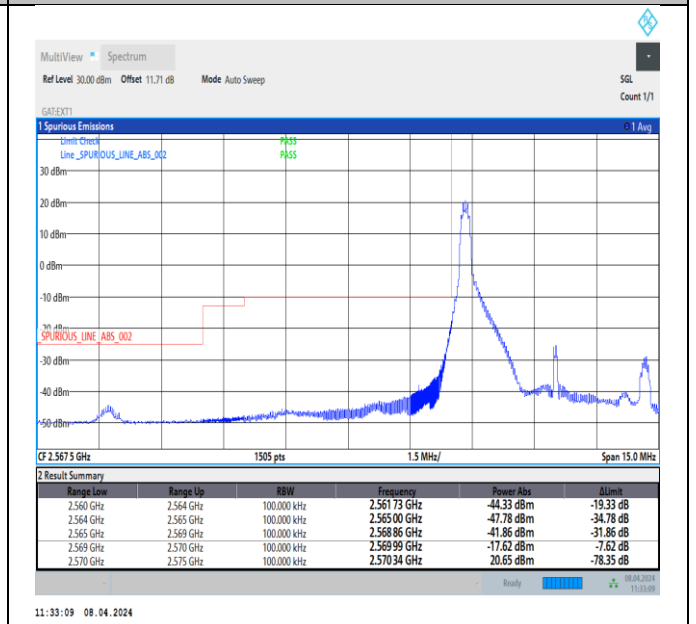 MultiView Spectrum
Ref Level 30.00 dBm Offset 11.71 dB Mode Auto Sweep SGL
Count 1/1
GAT:EXT1
1 Spurious Emissions 1 Avg
Limit Check PASS
Line _SPURIOUS_LINE_ABS_002 PASS
30 dBm
20 dBm
10 dBm
0 dBm
-10 dBm
-20 dBm
_SPURIOUS_LINE_ABS_002
-30 dBm
-40 dBm
-50 dBm
CF 2.567 5 GHz 1505 pts 1.5 MHz/ Span 15.0 MHz
2 Result Summary
Range Low Range Up RBW Frequency Power Abs ΔLimit
2.560 GHz 2.564 GHz 100.000 kHz 2.561 73 GHz -44.33 dBm -19.33 dB
2.564 GHz 2.565 GHz 100.000 kHz 2.565 00 GHz -47.78 dBm -34.78 dB
2.565 GHz 2.569 GHz 100.000 kHz 2.568 86 GHz -41.86 dBm -31.86 dB
2.569 GHz 2.570 GHz 100.000 kHz 2.569 99 GHz -17.62 dBm -7.62 dB
2.570 GHz 2.575 GHz 100.000 kHz 2.570 34 GHz 20.65 dBm -78.35 dB
Ready 08.04.2024
11:33:09
11:33:09 08.04.2024